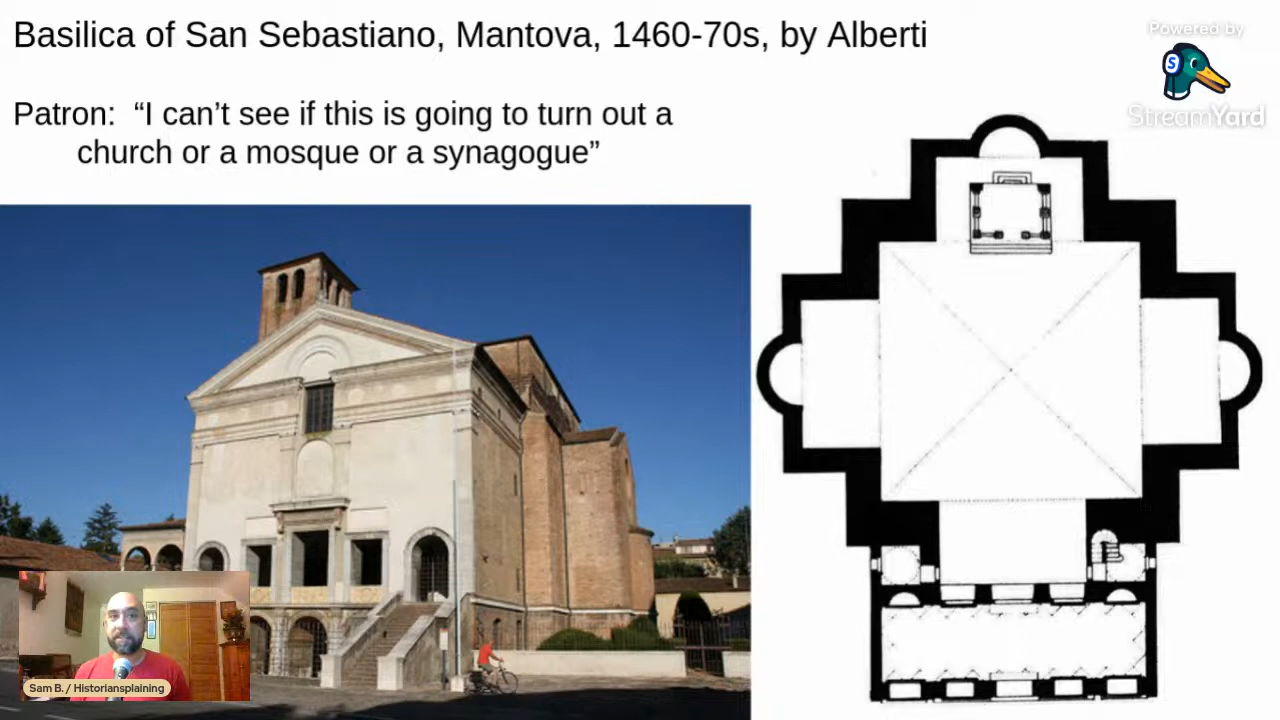 Basilica of San Sebastiano, Mantova, 1460-70s, by Alberti
Powered by
S
StreamYard
Patron: “I can’t see if this is going to turn out a
church or a mosque or a synagogue”
Sam B. / Historiansplaining